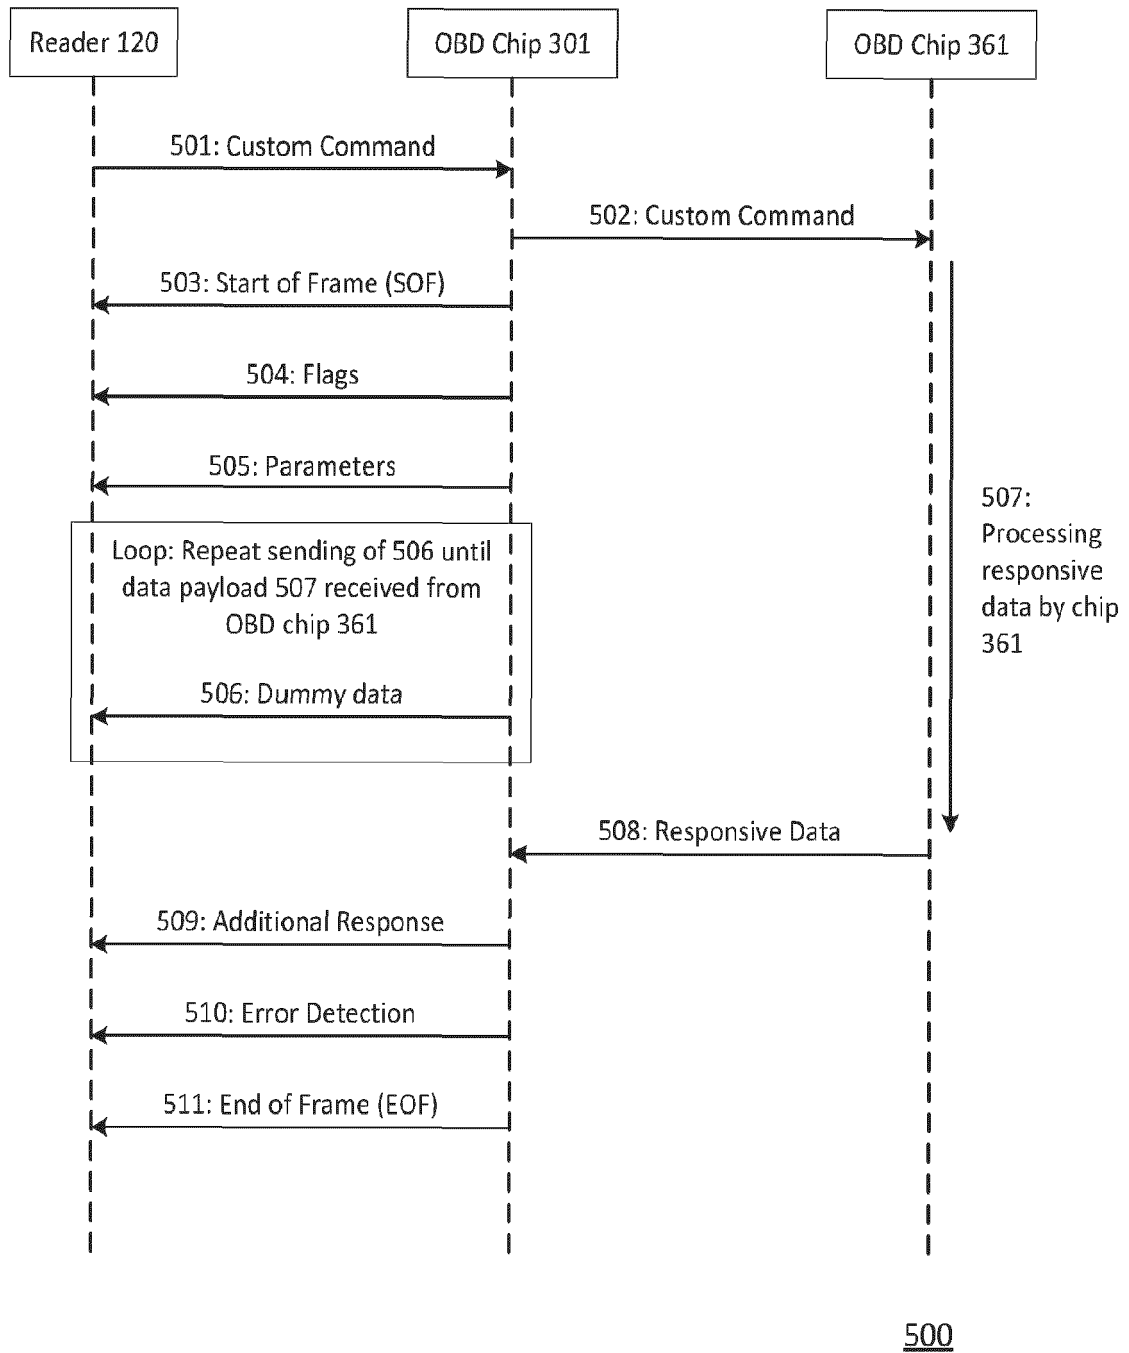 Reader 120
OBD Chip 301
OBD Chip 361
501: Custom Command
502: Custom Command
503: Start of Frame (SOF)
504: Flags
505: Parameters
507:
Processing
responsive
data by chip
361
Loop: Repeat sending of 506 until
data payload 507 received from
OBD chip 361
506: Dummy data
508: Responsive Data
509: Additional Response
510: Error Detection
511: End of Frame (EOF)
500